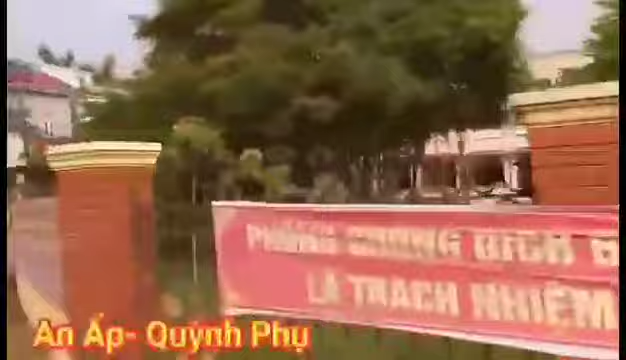 PHÒNG CHỐNG DỊCH B
LÀ TRÁCH NHIỆM
An Ấp- Quỳnh Phụ